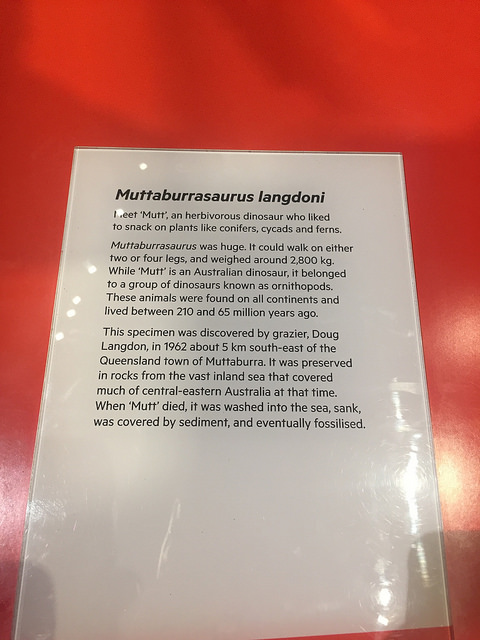 Muttaburrasaurus langdoni
Meet 'Mutt', an herbivorous dinosaur who liked
to snack on plants like conifers, cycads and ferns.
Muttaburrasaurus was huge. It could walk on either
two or four legs, and weighed around 2,800 kg.
While 'Mutt' is an Australian dinosaur, it belonged
to a group of dinosaurs known as ornithopods.
These animals were found on all continents and
lived between 210 and 65 million years ago.
This specimen was discovered by grazier, Doug
Langdon, in 1962 about 5 km south-east of the
Queensland town of Muttaburra. It was preserved
in rocks from the vast inland sea that covered
much of central-eastern Australia at that time.
When 'Mutt' died, it was washed into the sea, sank,
was covered by sediment, and eventually fossilised.